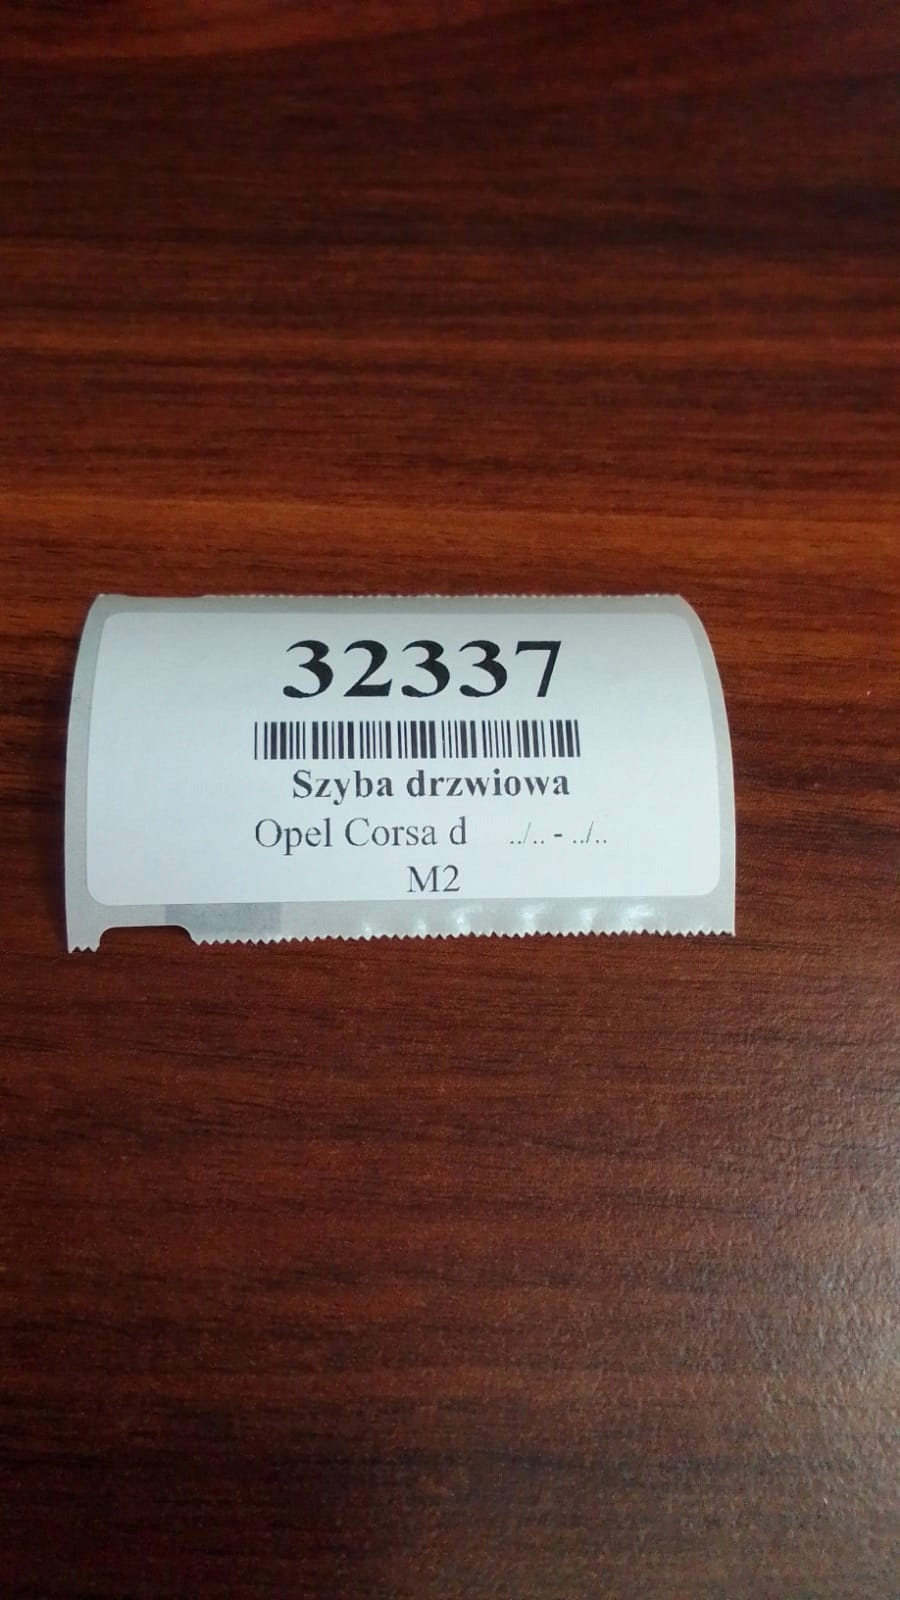 32337
Szyba drzwiowa
Opel Corsa d ../.. - ../..
M2